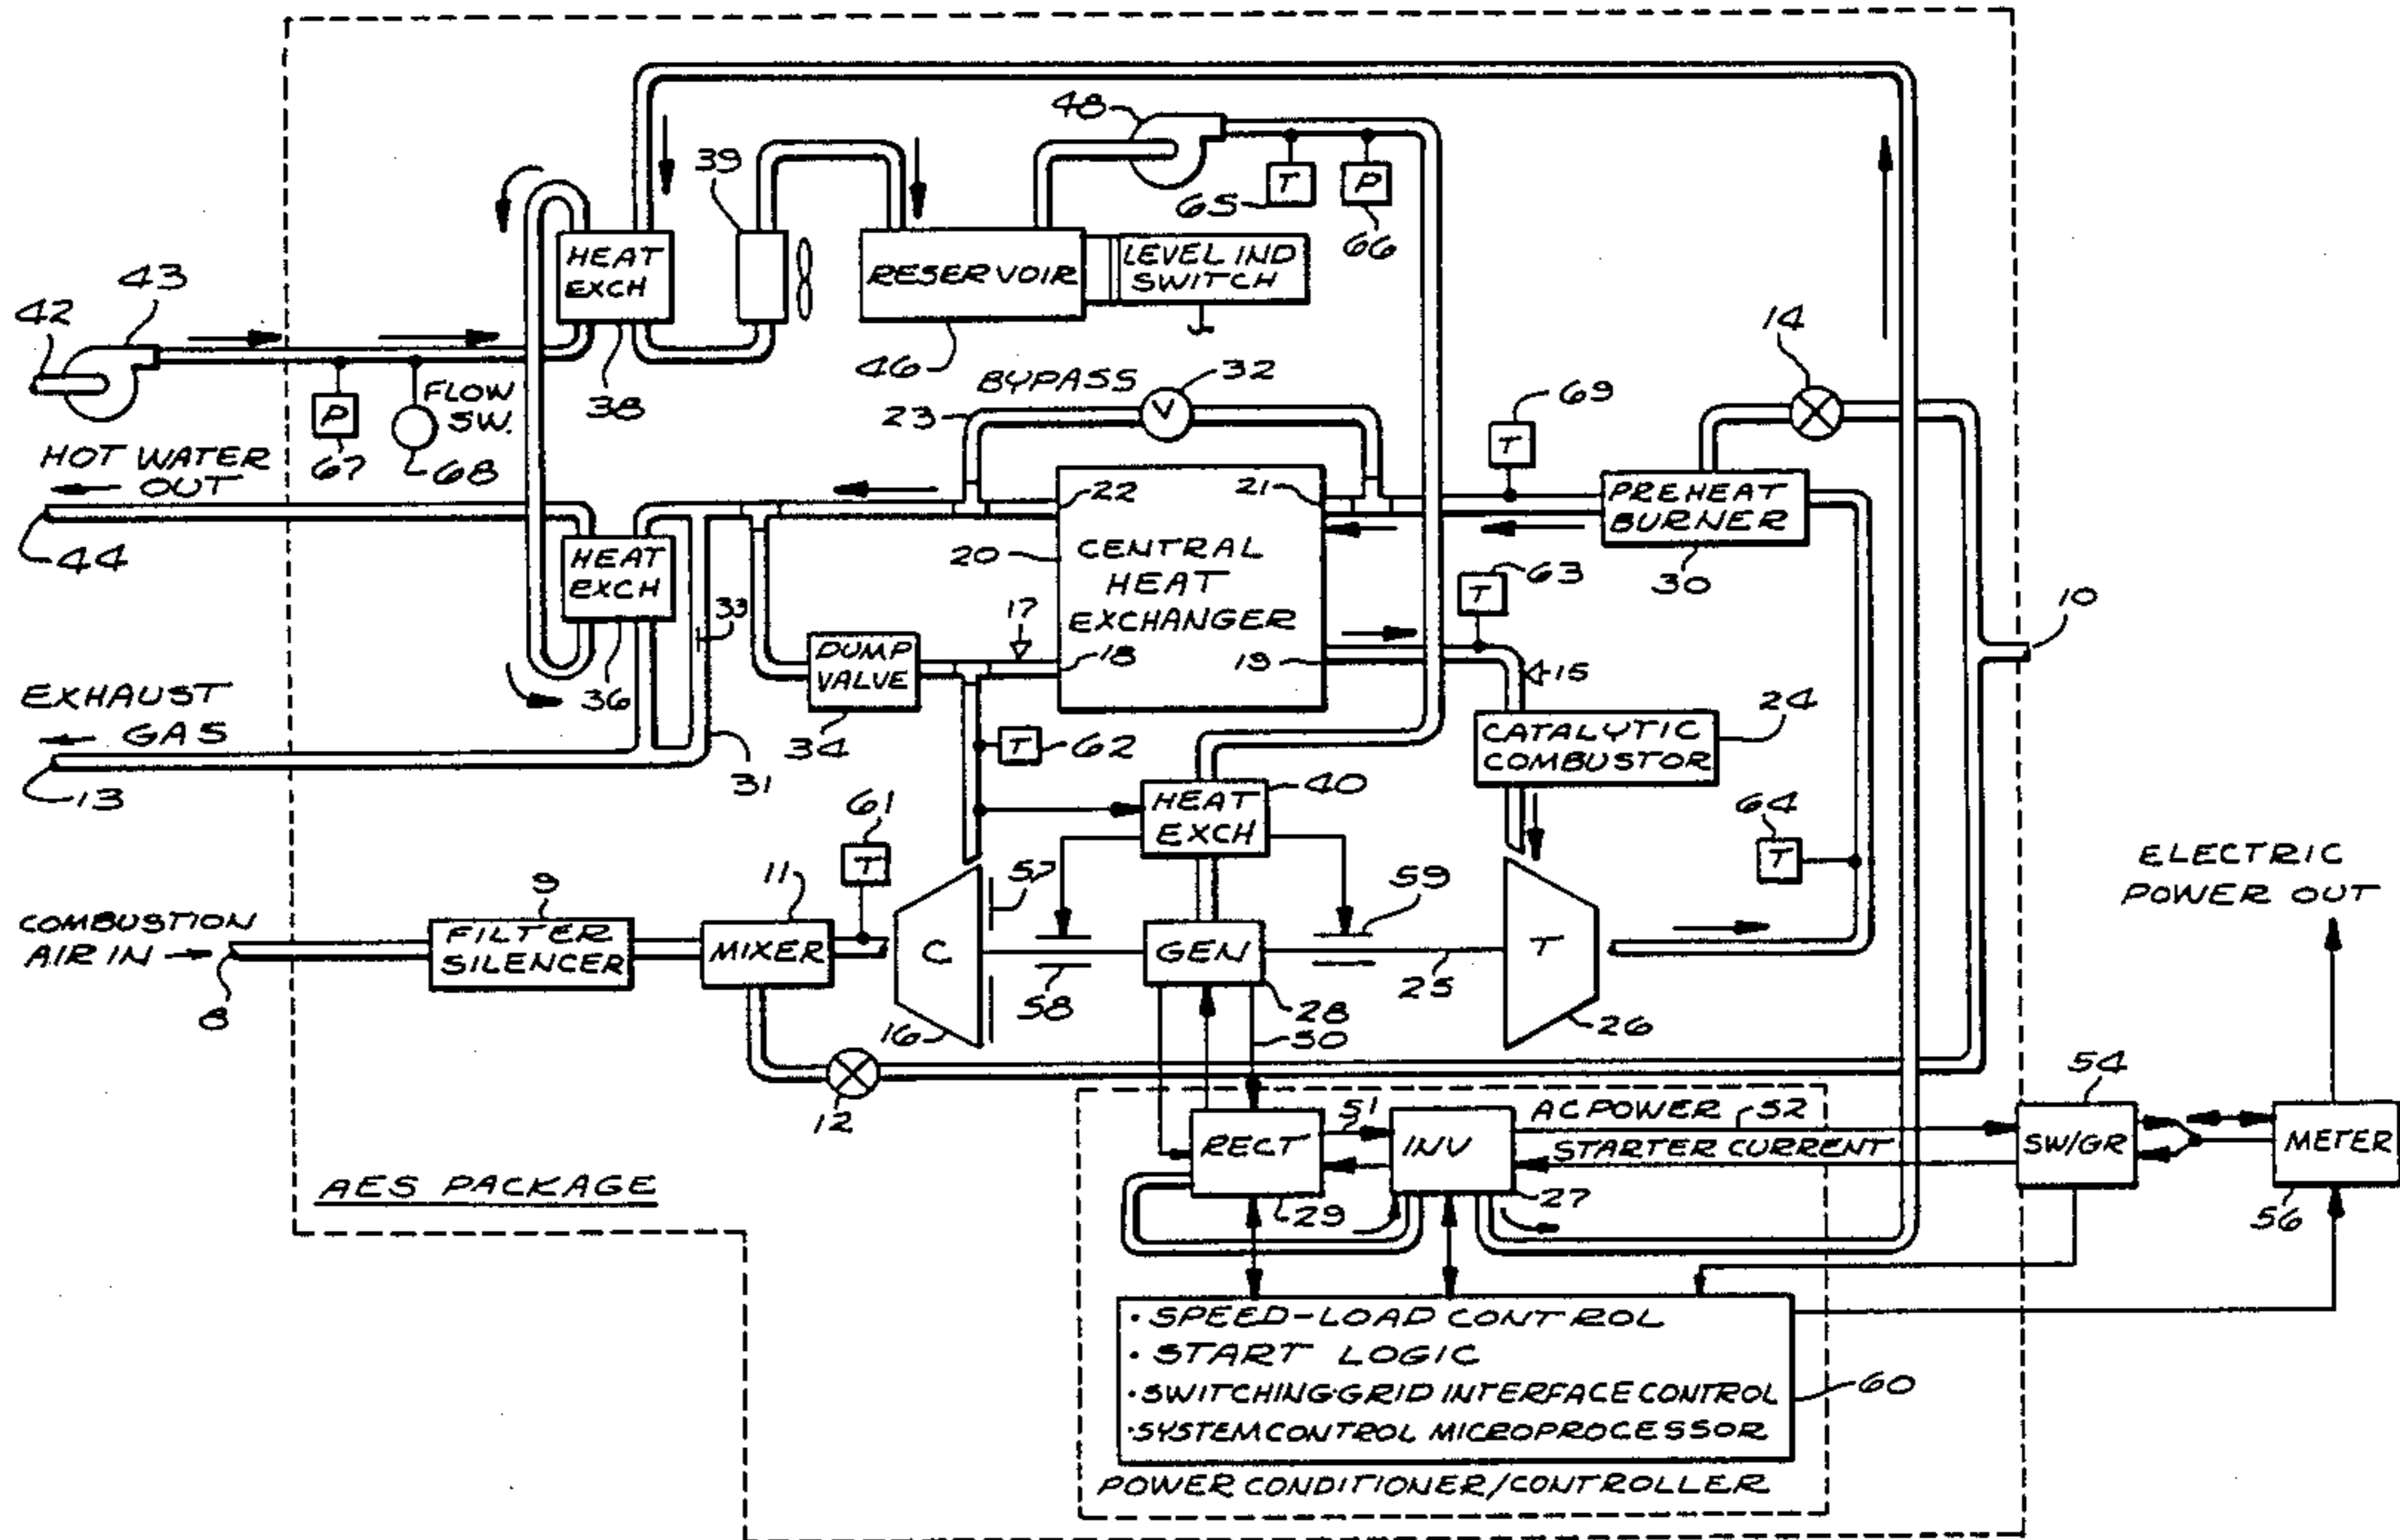 48
39
T
P
65
66
HEAT
EXCH
RESERVOIR
LEVEL IND
SWITCH
43
42
38
46
14
P
67
FLOW
SW.
68
BYPASS
23
V
32
69
T
HOT WATER
OUT
44
22
21
PREHEAT
BURNER
30
HEAT
EXCH
36
33
20
CENTRAL
HEAT
EXCHANGER
63
T
17
18
19
15
10
DUMP
VALVE
34
EXHAUST
GAS
13
31
T
62
CATALYTIC
COMBUSTOR
24
HEAT
EXCH
40
61
T
64
T
57
59
ELECTRIC
POWER OUT
COMBUSTION
AIR IN
8
9
FILTER
SILENCER
11
MIXER
C
16
58
GEN
28
30
25
T
26
12
54
RECT
51
INV
AC POWER
52
STARTER CURRENT
SW/GR
METER
56
AES PACKAGE
29
27
• SPEED-LOAD CONTROL
• START LOGIC
• SWITCHING-GRID INTERFACE CONTROL
• SYSTEM CONTROL MICROPROCESSOR
60
POWER CONDITIONER/CONTROLLER